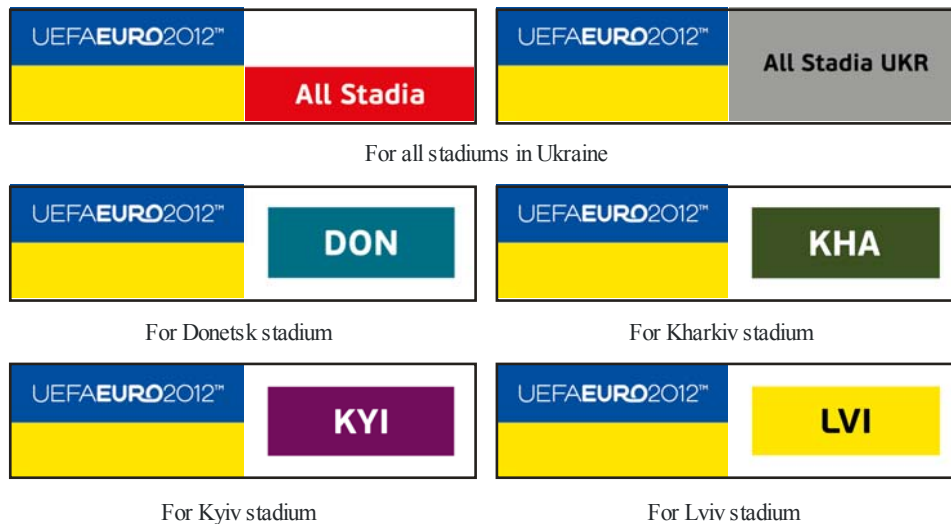 UEFAEURO2012™
All Stadia
UEFAEURO2012™
All Stadia UKR
For all stadiums in Ukraine
UEFAEURO2012™
DON
UEFAEURO2012™
KHA
For Donetsk stadium
For Kharkiv stadium
UEFAEURO2012™
KYI
UEFAEURO2012™
LVI
For Kyiv stadium
For Lviv stadium